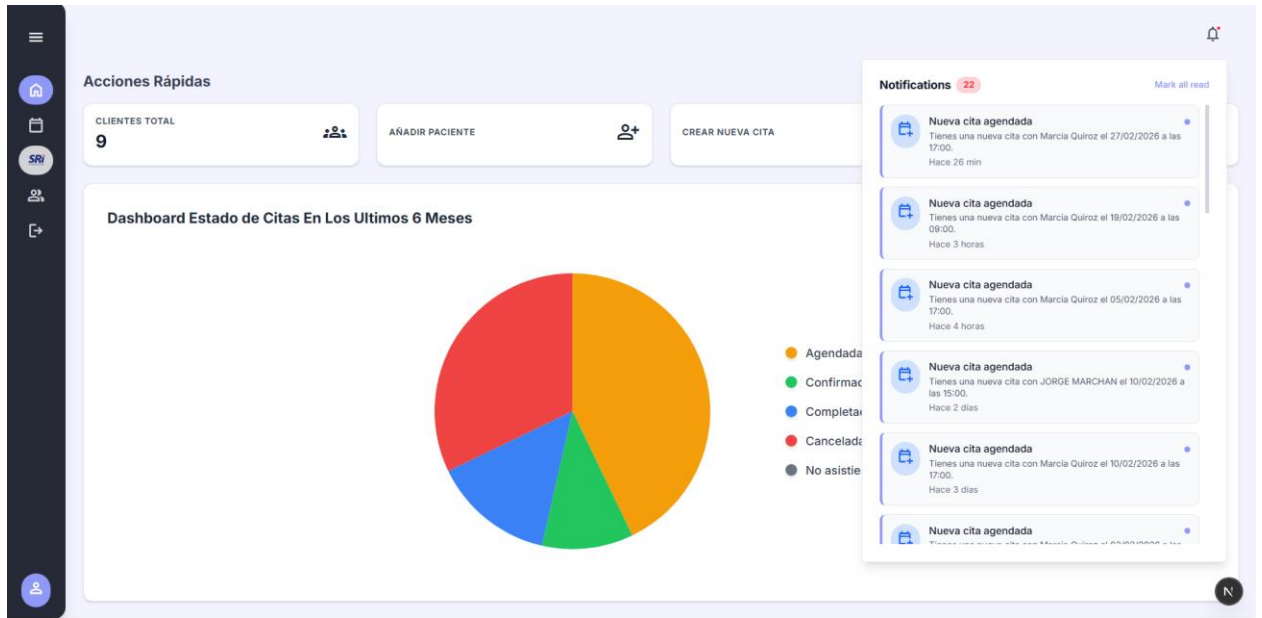 Acciones Rápidas
CLIENTES TOTAL
9
AÑADIR PACIENTE
CREAR NUEVA CITA
SRi
Dashboard Estado de Citas En Los Ultimos 6 Meses
Agendada
Confirmac
Completa
Cancelada
No asistie
Notifications 22
Mark all read
Nueva cita agendada
Tienes una nueva cita con Marcia Quiroz el 27/02/2026 a las
17:00.
Hace 26 min
Nueva cita agendada
Tienes una nueva cita con Marcia Quiroz el 19/02/2026 a las
09:00.
Hace 3 horas
Nueva cita agendada
Tienes una nueva cita con Marcia Quiroz el 05/02/2026 a las
17:00.
Hace 4 horas
Nueva cita agendada
Tienes una nueva cita con JORGE MARCHAN el 10/02/2026 a
las 15:00.
Hace 2 días
Nueva cita agendada
Tienes una nueva cita con Marcia Quiroz el 10/02/2026 a las
17:00.
Hace 3 días
Nueva cita agendada
N